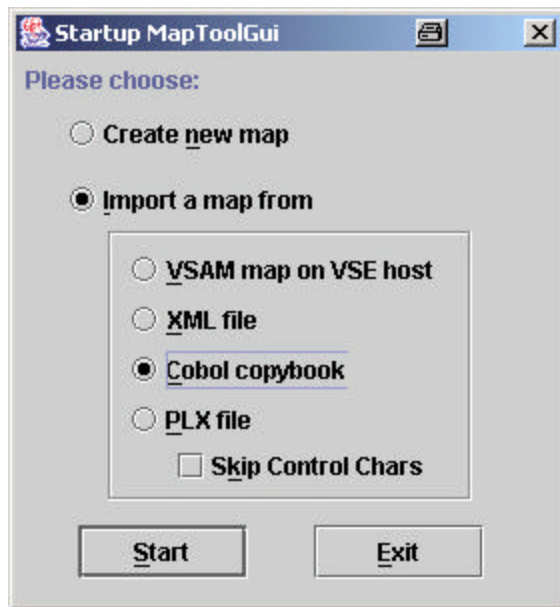 Startup MapToolGui
Please choose:
Create new map
Import a map from
VSAM map on VSE host
XML file
Cobol copybook
PLX file
Skip Control Chars
Start Exit